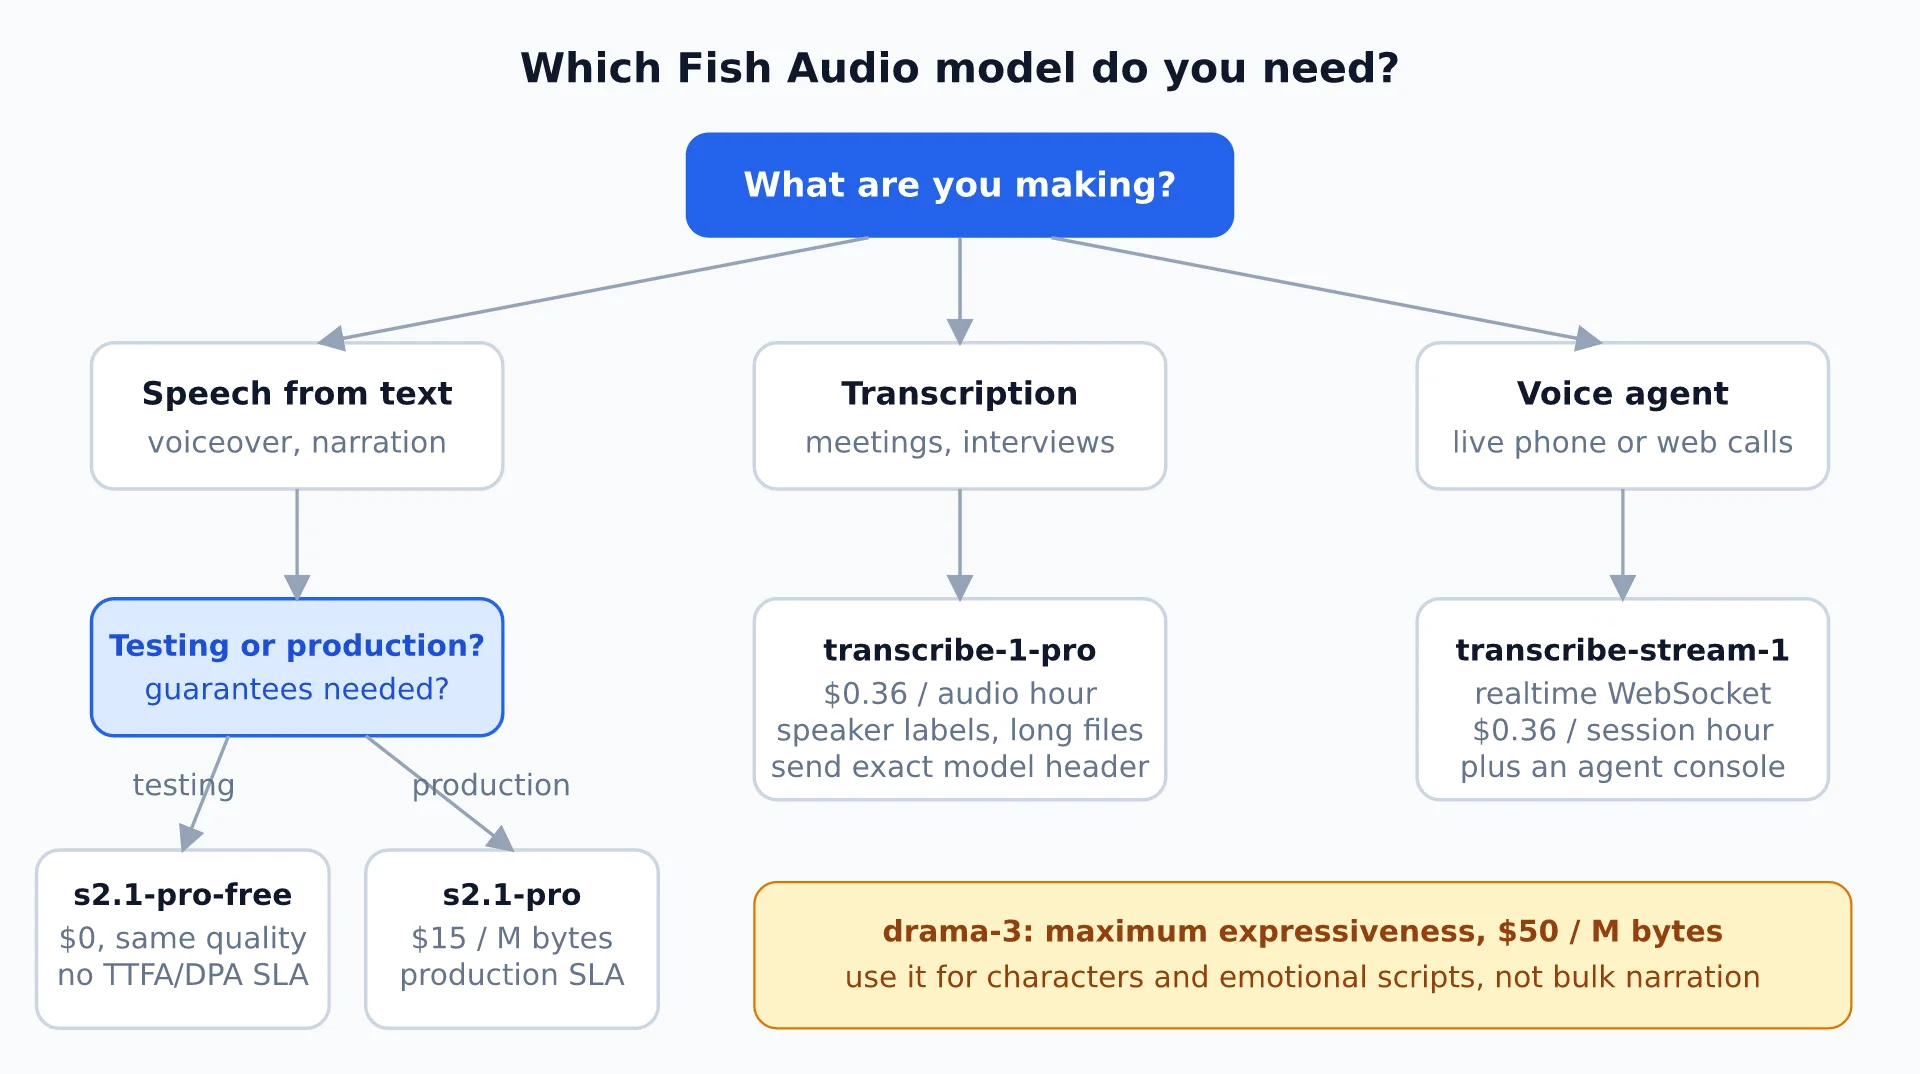 Which Fish Audio model do you need?
What are you making?
Speech from text
voiceover, narration
Transcription
meetings, interviews
Voice agent
live phone or web calls
Testing or production?
guarantees needed?
testing
production
s2.1-pro-free
$0, same quality
no TTFA/DPA SLA
s2.1-pro
$15 / M bytes
production SLA
transcribe-1-pro
$0.36 / audio hour
speaker labels, long files
send exact model header
transcribe-stream-1
realtime WebSocket
$0.36 / session hour
plus an agent console
drama-3: maximum expressiveness, $50 / M bytes
use it for characters and emotional scripts, not bulk narration